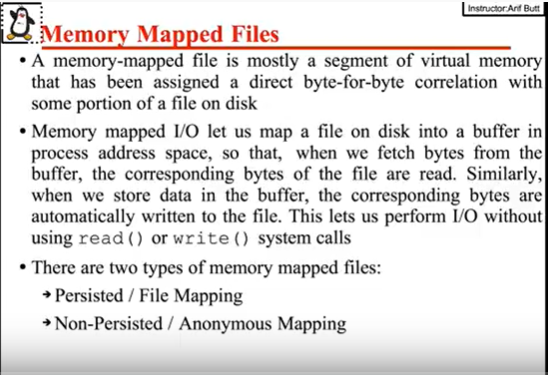 Instructor:Arif Butt
Memory Mapped Files
• A memory-mapped file is mostly a segment of virtual memory
that has been assigned a direct byte-for-byte correlation with
some portion of a file on disk
• Memory mapped I/O let us map a file on disk into a buffer in
process address space, so that, when we fetch bytes from the
buffer, the corresponding bytes of the file are read. Similarly,
when we store data in the buffer, the corresponding bytes are
automatically written to the file. This lets us perform I/O without
using read() or write() system calls
• There are two types of memory mapped files:
➔ Persisted / File Mapping
➔ Non-Persisted / Anonymous Mapping